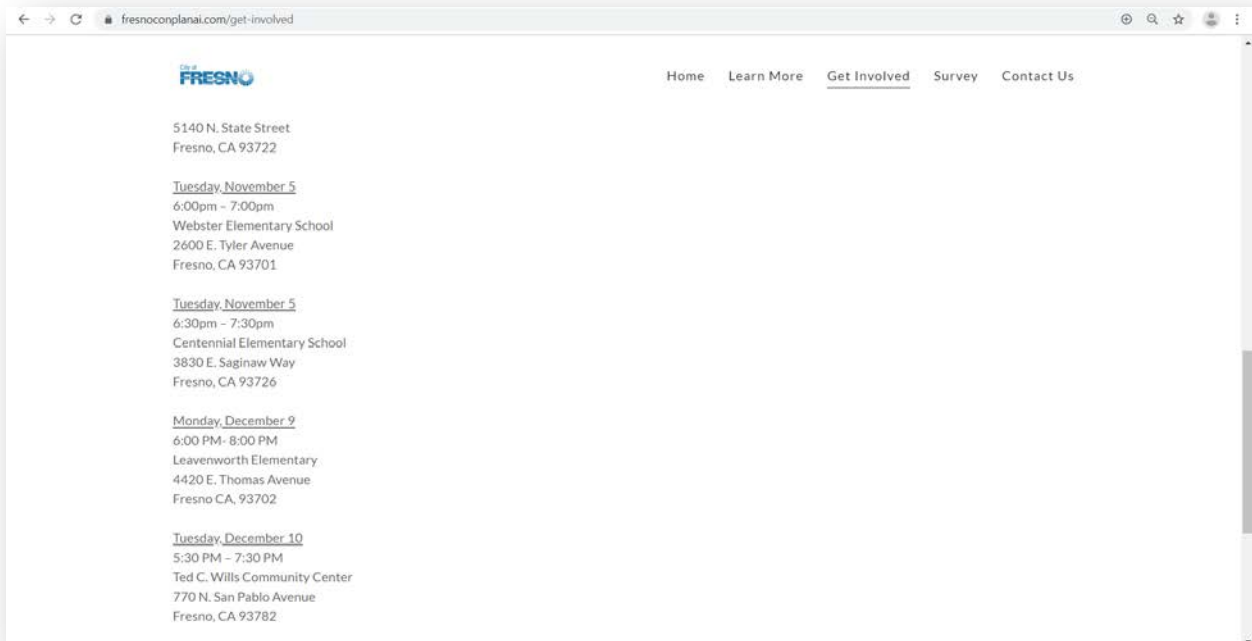 fresnoconplanai.com/get-involved
City of
FRESNO
Home Learn More Get Involved Survey Contact Us
5140 N. State Street
Fresno, CA 93722
Tuesday, November 5
6:00pm – 7:00pm
Webster Elementary School
2600 E. Tyler Avenue
Fresno, CA 93701
Tuesday, November 5
6:30pm – 7:30pm
Centennial Elementary School
3830 E. Saginaw Way
Fresno, CA 93726
Monday, December 9
6:00 PM- 8:00 PM
Leavenworth Elementary
4420 E. Thomas Avenue
Fresno CA, 93702
Tuesday, December 10
5:30 PM – 7:30 PM
Ted C. Wills Community Center
770 N. San Pablo Avenue
Fresno, CA 93782